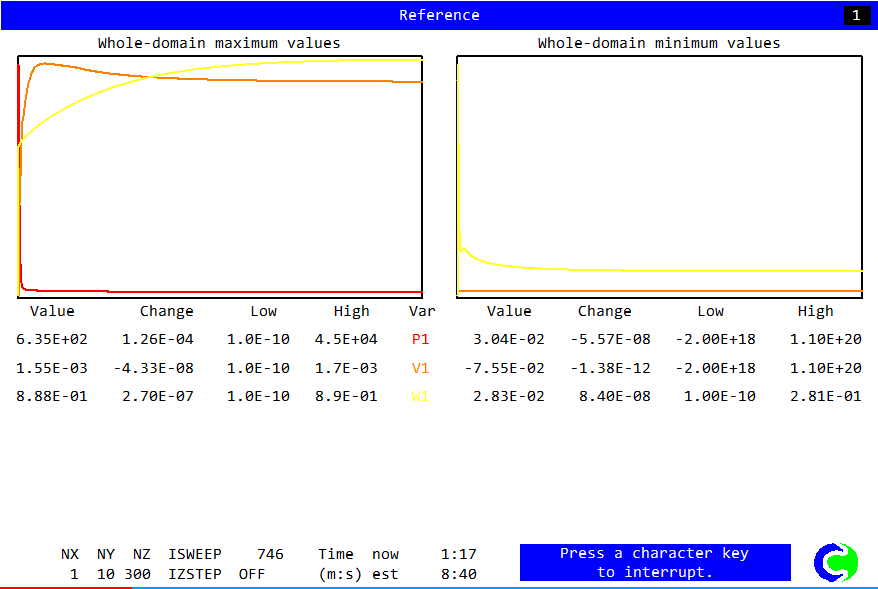 Reference 1
Whole-domain maximum values Whole-domain minimum values
Value Change Low High Var Value Change Low High
6.35E+02 1.26E-04 1.0E-10 4.5E+04 P1 3.04E-02 -5.57E-08 -2.00E+18 1.10E+20
1.55E-03 -4.33E-08 1.0E-10 1.7E-03 V1 -7.55E-02 -1.38E-12 -2.00E+18 1.10E+20
8.88E-01 2.70E-07 1.0E-10 8.9E-01 W1 2.83E-02 8.40E-08 1.00E-10 2.81E-01
NX NY NZ ISWEEP 746 Time now 1:17 Press a character key
1 10 300 IZSTEP OFF (m:s) est 8:40 to interrupt.